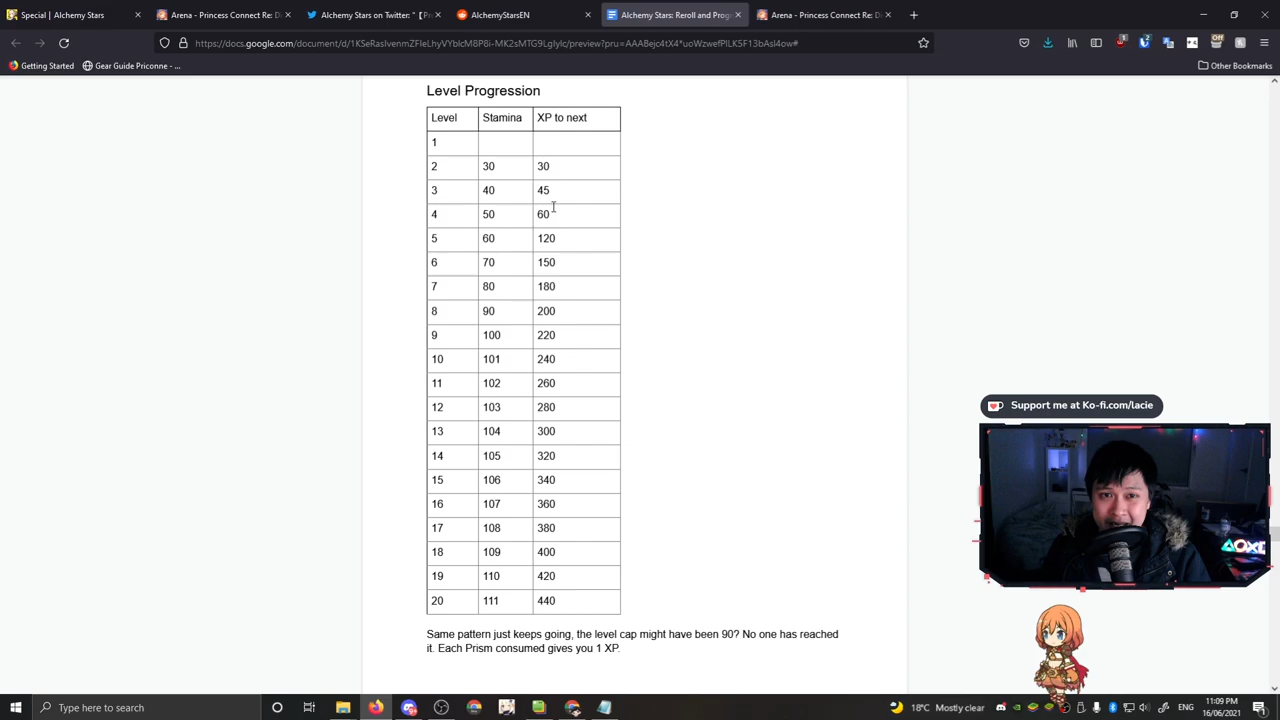 Special | Alchemy Stars
Arena - Princess Connect Re: Di
Alchemy Stars on Twitter: "【Pr
AlchemyStarsEN
Alchemy Stars: Reroll and Prog
Arena - Princess Connect Re: Di
Getting Started
Gear Guide Priconne - ...
Off
Other Bookmarks
Level Progression
Level Stamina XP to next
1
2 30 30
3 40 45
4 50 60
5 60 120
6 70 150
7 80 180
8 90 200
9 100 220
10 101 240
11 102 260
12 103 280
13 104 300
14 105 320
15 106 340
16 107 360
17 108 380
18 109 400
19 110 420
20 111 440
Same pattern just keeps going, the level cap might have been 90? No one has reached
it. Each Prism consumed gives you 1 XP.
Support me at Ko-fi.com/lacie
Type here to search
18°C Mostly clear
11:09 PM
16/06/2021